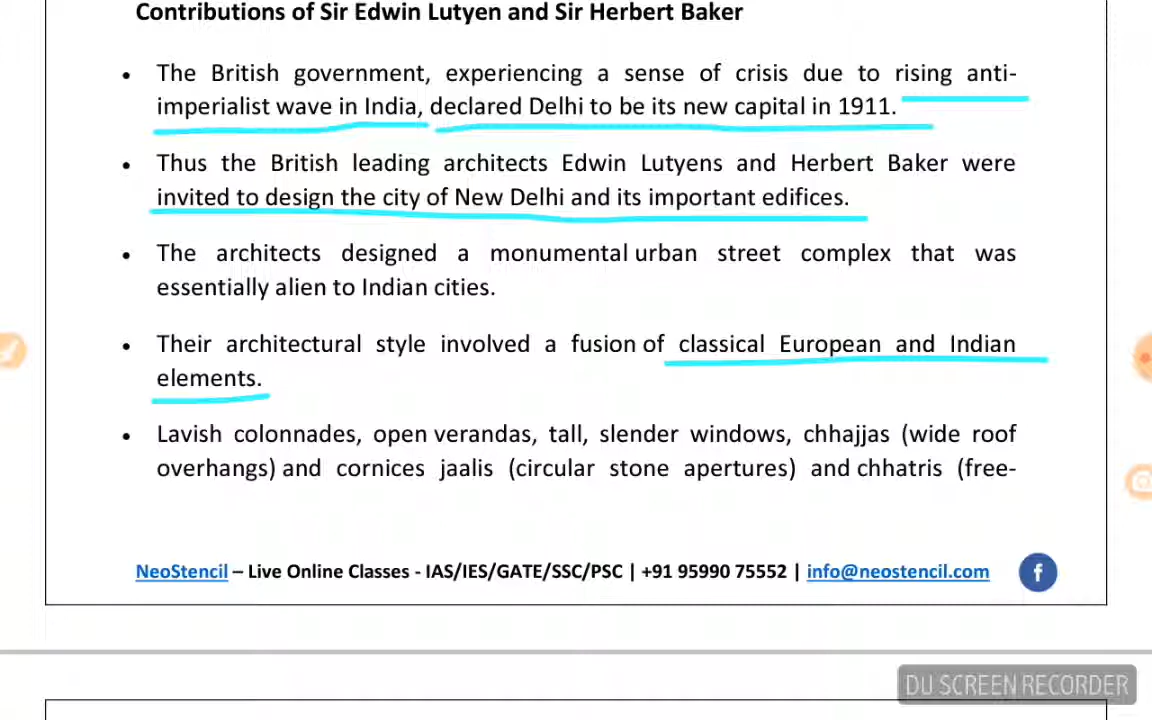 Contributions of Sir Edwin Lutyen and Sir Herbert Baker
• The British government, experiencing a sense of crisis due to rising anti-
imperialist wave in India, declared Delhi to be its new capital in 1911.
• Thus the British leading architects Edwin Lutyens and Herbert Baker were
invited to design the city of New Delhi and its important edifices.
• The architects designed a monumental urban street complex that was
essentially alien to Indian cities.
• Their architectural style involved a fusion of classical European and Indian
elements.
• Lavish colonnades, open verandas, tall, slender windows, chhajjas (wide roof
overhangs) and cornices jaalis (circular stone apertures) and chhatris (free-
NeoStencil – Live Online Classes - IAS/IES/GATE/SSC/PSC | +91 95990 75552 | info@neostencil.com f
DU SCREEN RECORDER